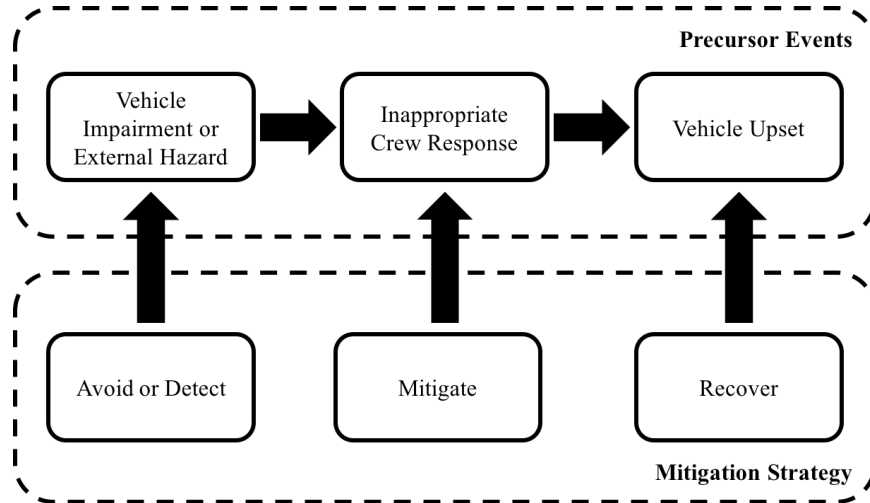 Precursor Events
Vehicle
Impairment or
External Hazard
Inappropriate
Crew Response
Vehicle Upset
Avoid or Detect
Mitigate
Recover
Mitigation Strategy